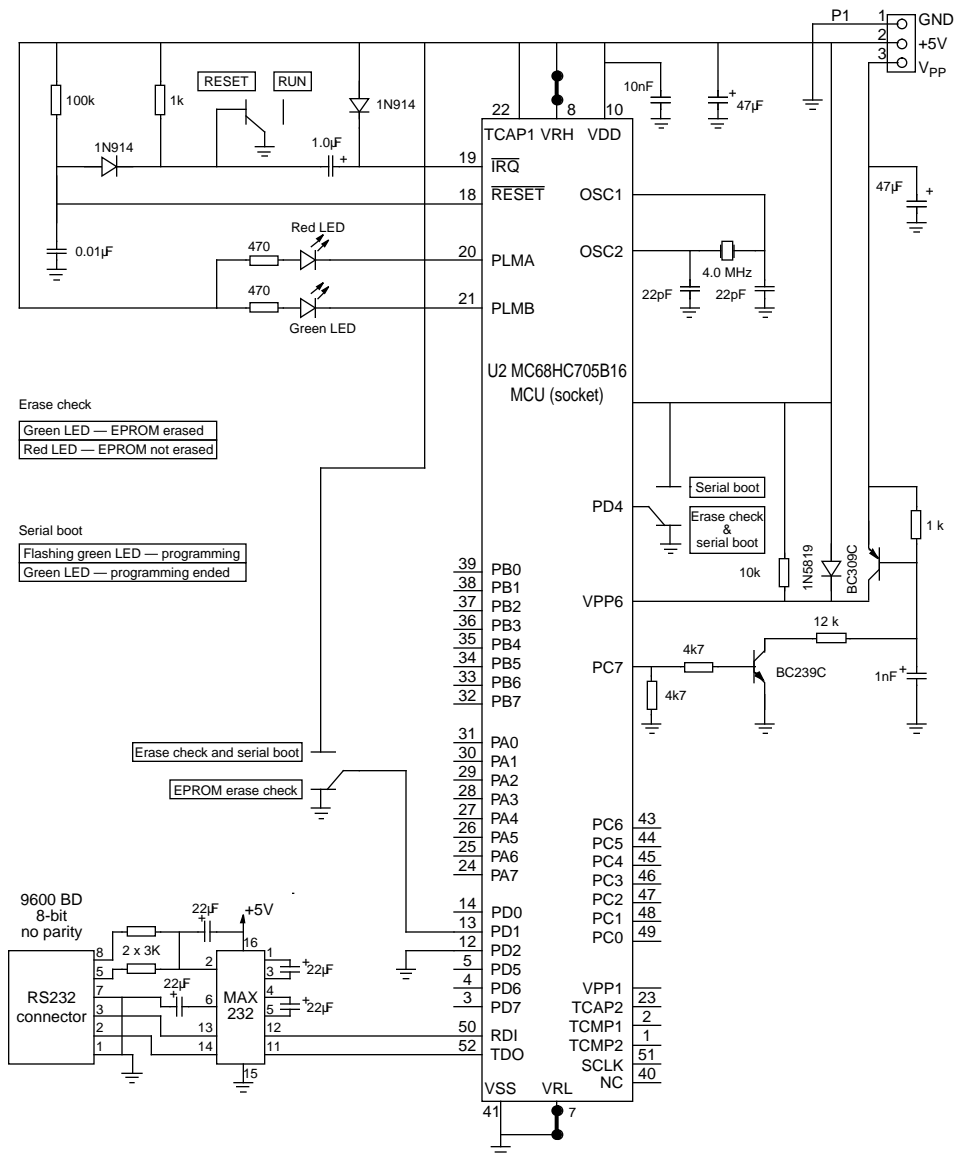 P1
1
GND
2
+5V
3
VPP
RESET
RUN
100k
1k
1N914
10nF
47µF
22
8
10
TCAP1
VRH
VDD
1N914
1.0µF
+
19
IRQ
18
RESET
OSC1
47µF
+
0.01µF
Red LED
470
20
PLMA
OSC2
4.0 MHz
22pF
22pF
470
21
PLMB
Green LED
U2 MC68HC705B16
MCU (socket)
Erase check
Green LED — EPROM erased
Red LED — EPROM not erased
Serial boot
PD4
Erase check
&
serial boot
1 k
Serial boot
Flashing green LED — programming
Green LED — programming ended
10k
1N5819
BC309C
VPP6
39
PB0
38
PB1
37
PB2
36
PB3
35
PB4
34
PB5
33
PB6
32
PB7
12 k
4k7
PC7
BC239C
4k7
1nF
+
31
PA0
30
PA1
29
PA2
28
PA3
27
PA4
26
PA5
25
PA6
24
PA7
Erase check and serial boot
EPROM erase check
PC6
43
PC5
44
PC4
45
PC3
46
PC2
47
PC1
48
PC0
49
14
PD0
13
PD1
12
PD2
5
PD5
4
PD6
3
PD7
9600 BD
8-bit
no parity
22µF
+
+5V
16
8
2 x 3K
5
2
1
3
+
22µF
22µF
+
7
6
4
5
+
22µF
RS232
connector
MAX
232
3
13
12
2
14
11
1
15
50
RDI
52
TDO
VPP1
TCAP2
23
TCMP1
2
TCMP2
1
SCLK
51
NC
40
VSS
VRL
41
7